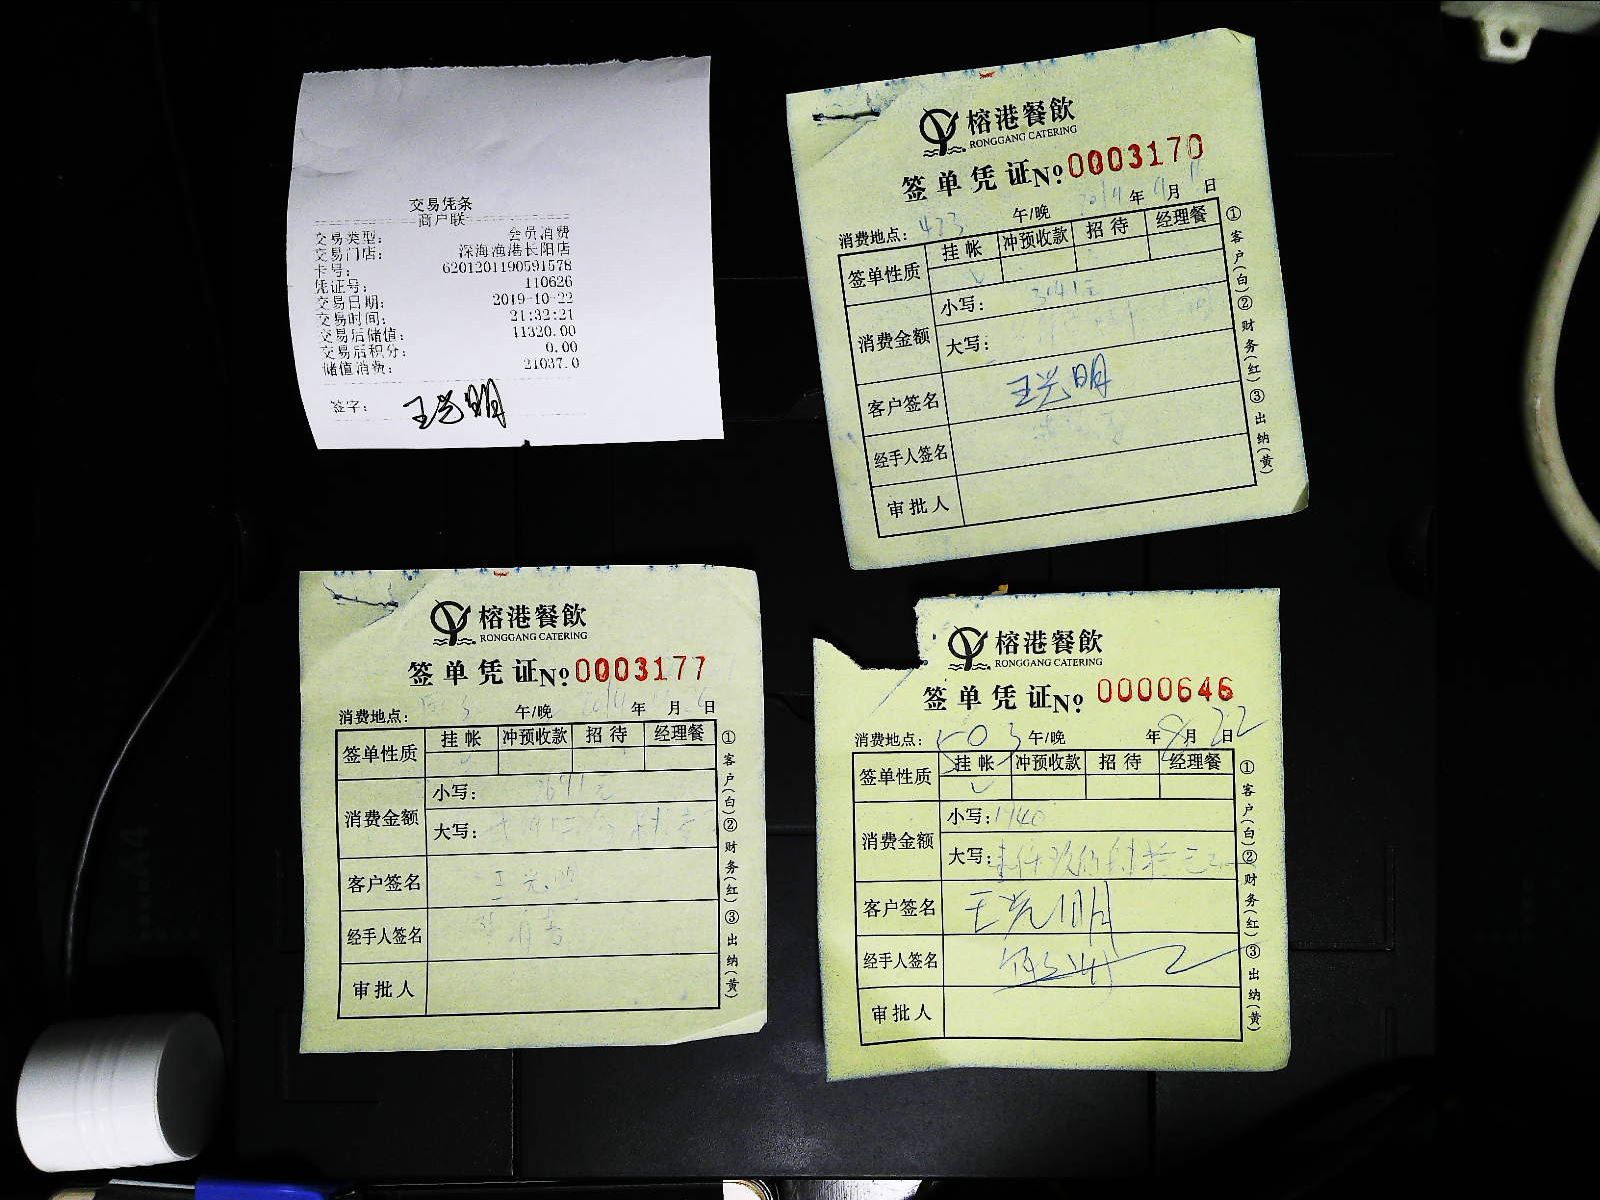 交易凭条
商户联
交易类型： 会员消费
交易门店： 深海渔港长阳店
卡号： 6201201190591578
凭证号： 110626
交易日期： 2019-10-22
交易时间： 21:32:21
交易后储值： 11320.00
交易后积分： 0.00
储值消费： 21037.0
签字：
榕港餐飲
RONGGANG CATERING
签单凭证№0003170
消费地点： 午/晚 年 月 日
签单性质 挂帐 冲预收款 招待 经理餐
消费金额
小写： 3041元
大写：
客户签名
经手人签名
审批人
①客户(白)②财务(红)③出纳(黄)
榕港餐飲
RONGGANG CATERING
签单凭证№0003177
消费地点： 午/晚 年 月 日
签单性质 挂帐 冲预收款 招待 经理餐
消费金额
小写：
大写：
客户签名
经手人签名
审批人
①客户(白)②财务(红)③出纳(黄)
榕港餐飲
RONGGANG CATERING
签单凭证№0000646
消费地点： 503 午/晚 年 月 22日
签单性质 挂帐 冲预收款 招待 经理餐
消费金额
小写：
大写：
客户签名
经手人签名
审批人
①客户(白)②财务(红)③出纳(黄)